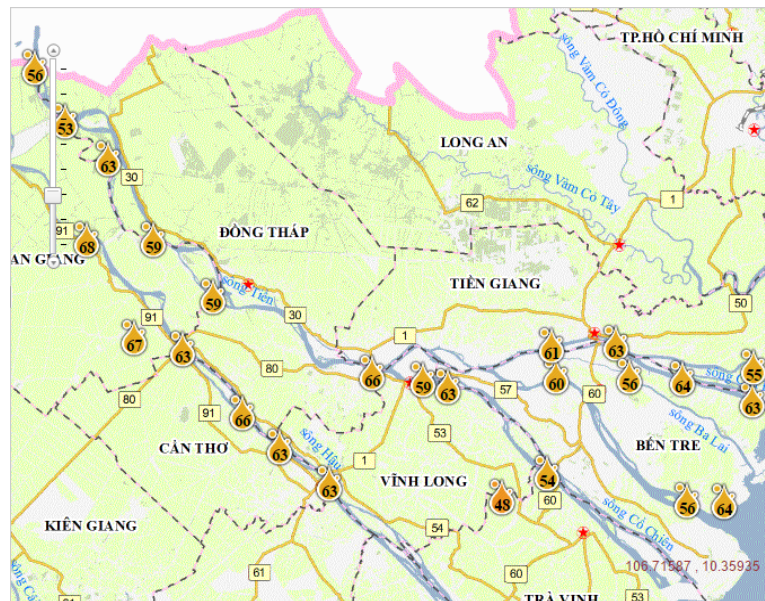 TP.HỒ CHÍ MINH
sông Vàm Cỏ Đông
56
53
LONG AN
63
30
sông Vàm Cỏ Tây
1
62
91
68
59
ĐỒNG THÁP
AN GIANG
TIỀN GIANG
59
sông Tiền
50
91
30
67
63
1
61
63
80
66
59
63
57
60
56
64
55
63
80
91
66
60
sông Ba Lai
63
sông Hậu
53
CẦN THƠ
1
BẾN TRE
63
VĨNH LONG
54
48
56
64
60
sông Cổ Chiên
KIÊN GIANG
54
61
60
106.71587 , 10.35935
TRÀ VINH
53
91